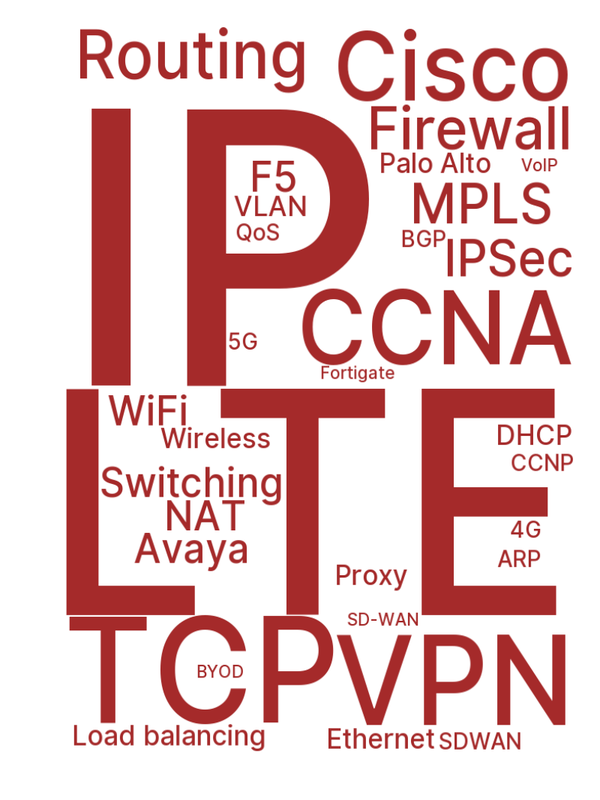 Routing
Cisco
Firewall
IP
Palo Alto
VoIP
F5
VLAN
MPLS
QoS
BGP
IPSec
CCNA
5G
Fortigate
LTE
WiFi
Wireless
DHCP
CCNP
Switching
NAT
4G
Avaya
ARP
Proxy
SD-WAN
TCP
VPN
BYOD
Load balancing
Ethernet
SDWAN